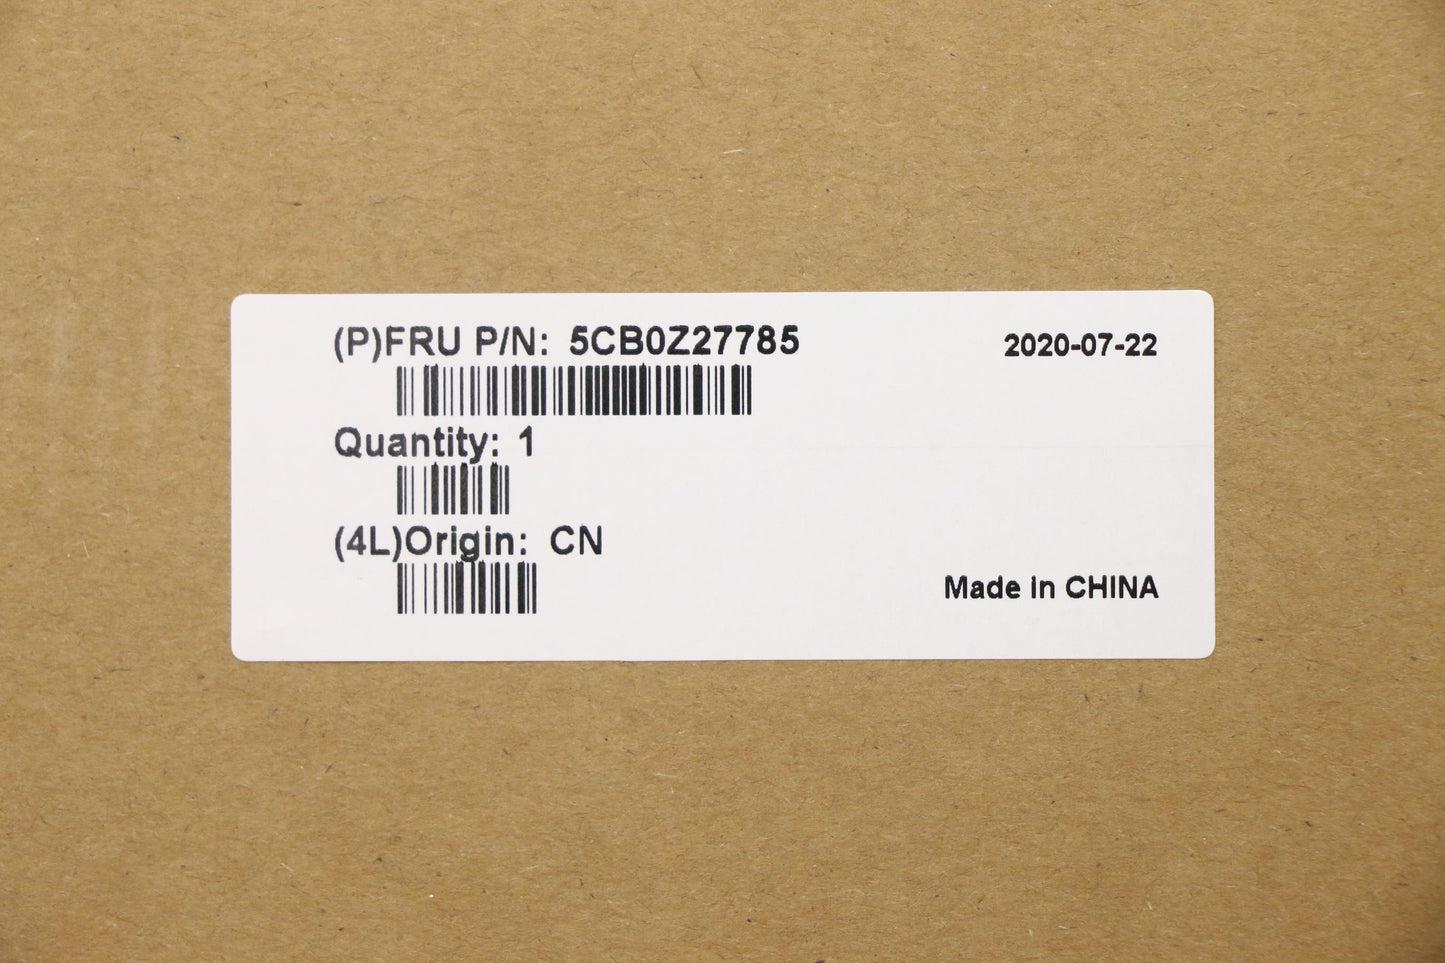 (P)FRU P/N: 5CB0Z27785
2020-07-22
Quantity: 1
(4L)Origin: CN
Made in CHINA